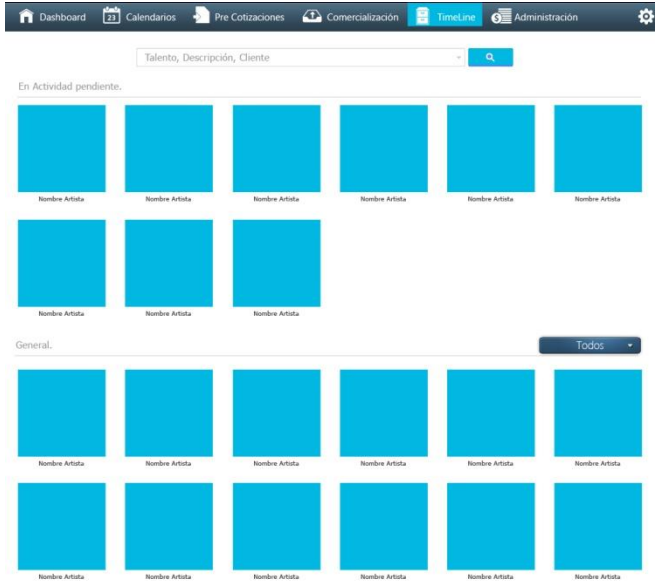 Dashboard 23 Calendarios Pre Cotizaciones Comercialización TimeLine $ Administración
Talento, Descripción, Cliente
En Actividad pendiente.
Nombre Artista Nombre Artista Nombre Artista Nombre Artista Nombre Artista Nombre Artista
Nombre Artista Nombre Artista Nombre Artista
General. Todos
Nombre Artista Nombre Artista Nombre Artista Nombre Artista Nombre Artista Nombre Artista
Nombre Artista Nombre Artista Nombre Artista Nombre Artista Nombre Artista Nombre Artista